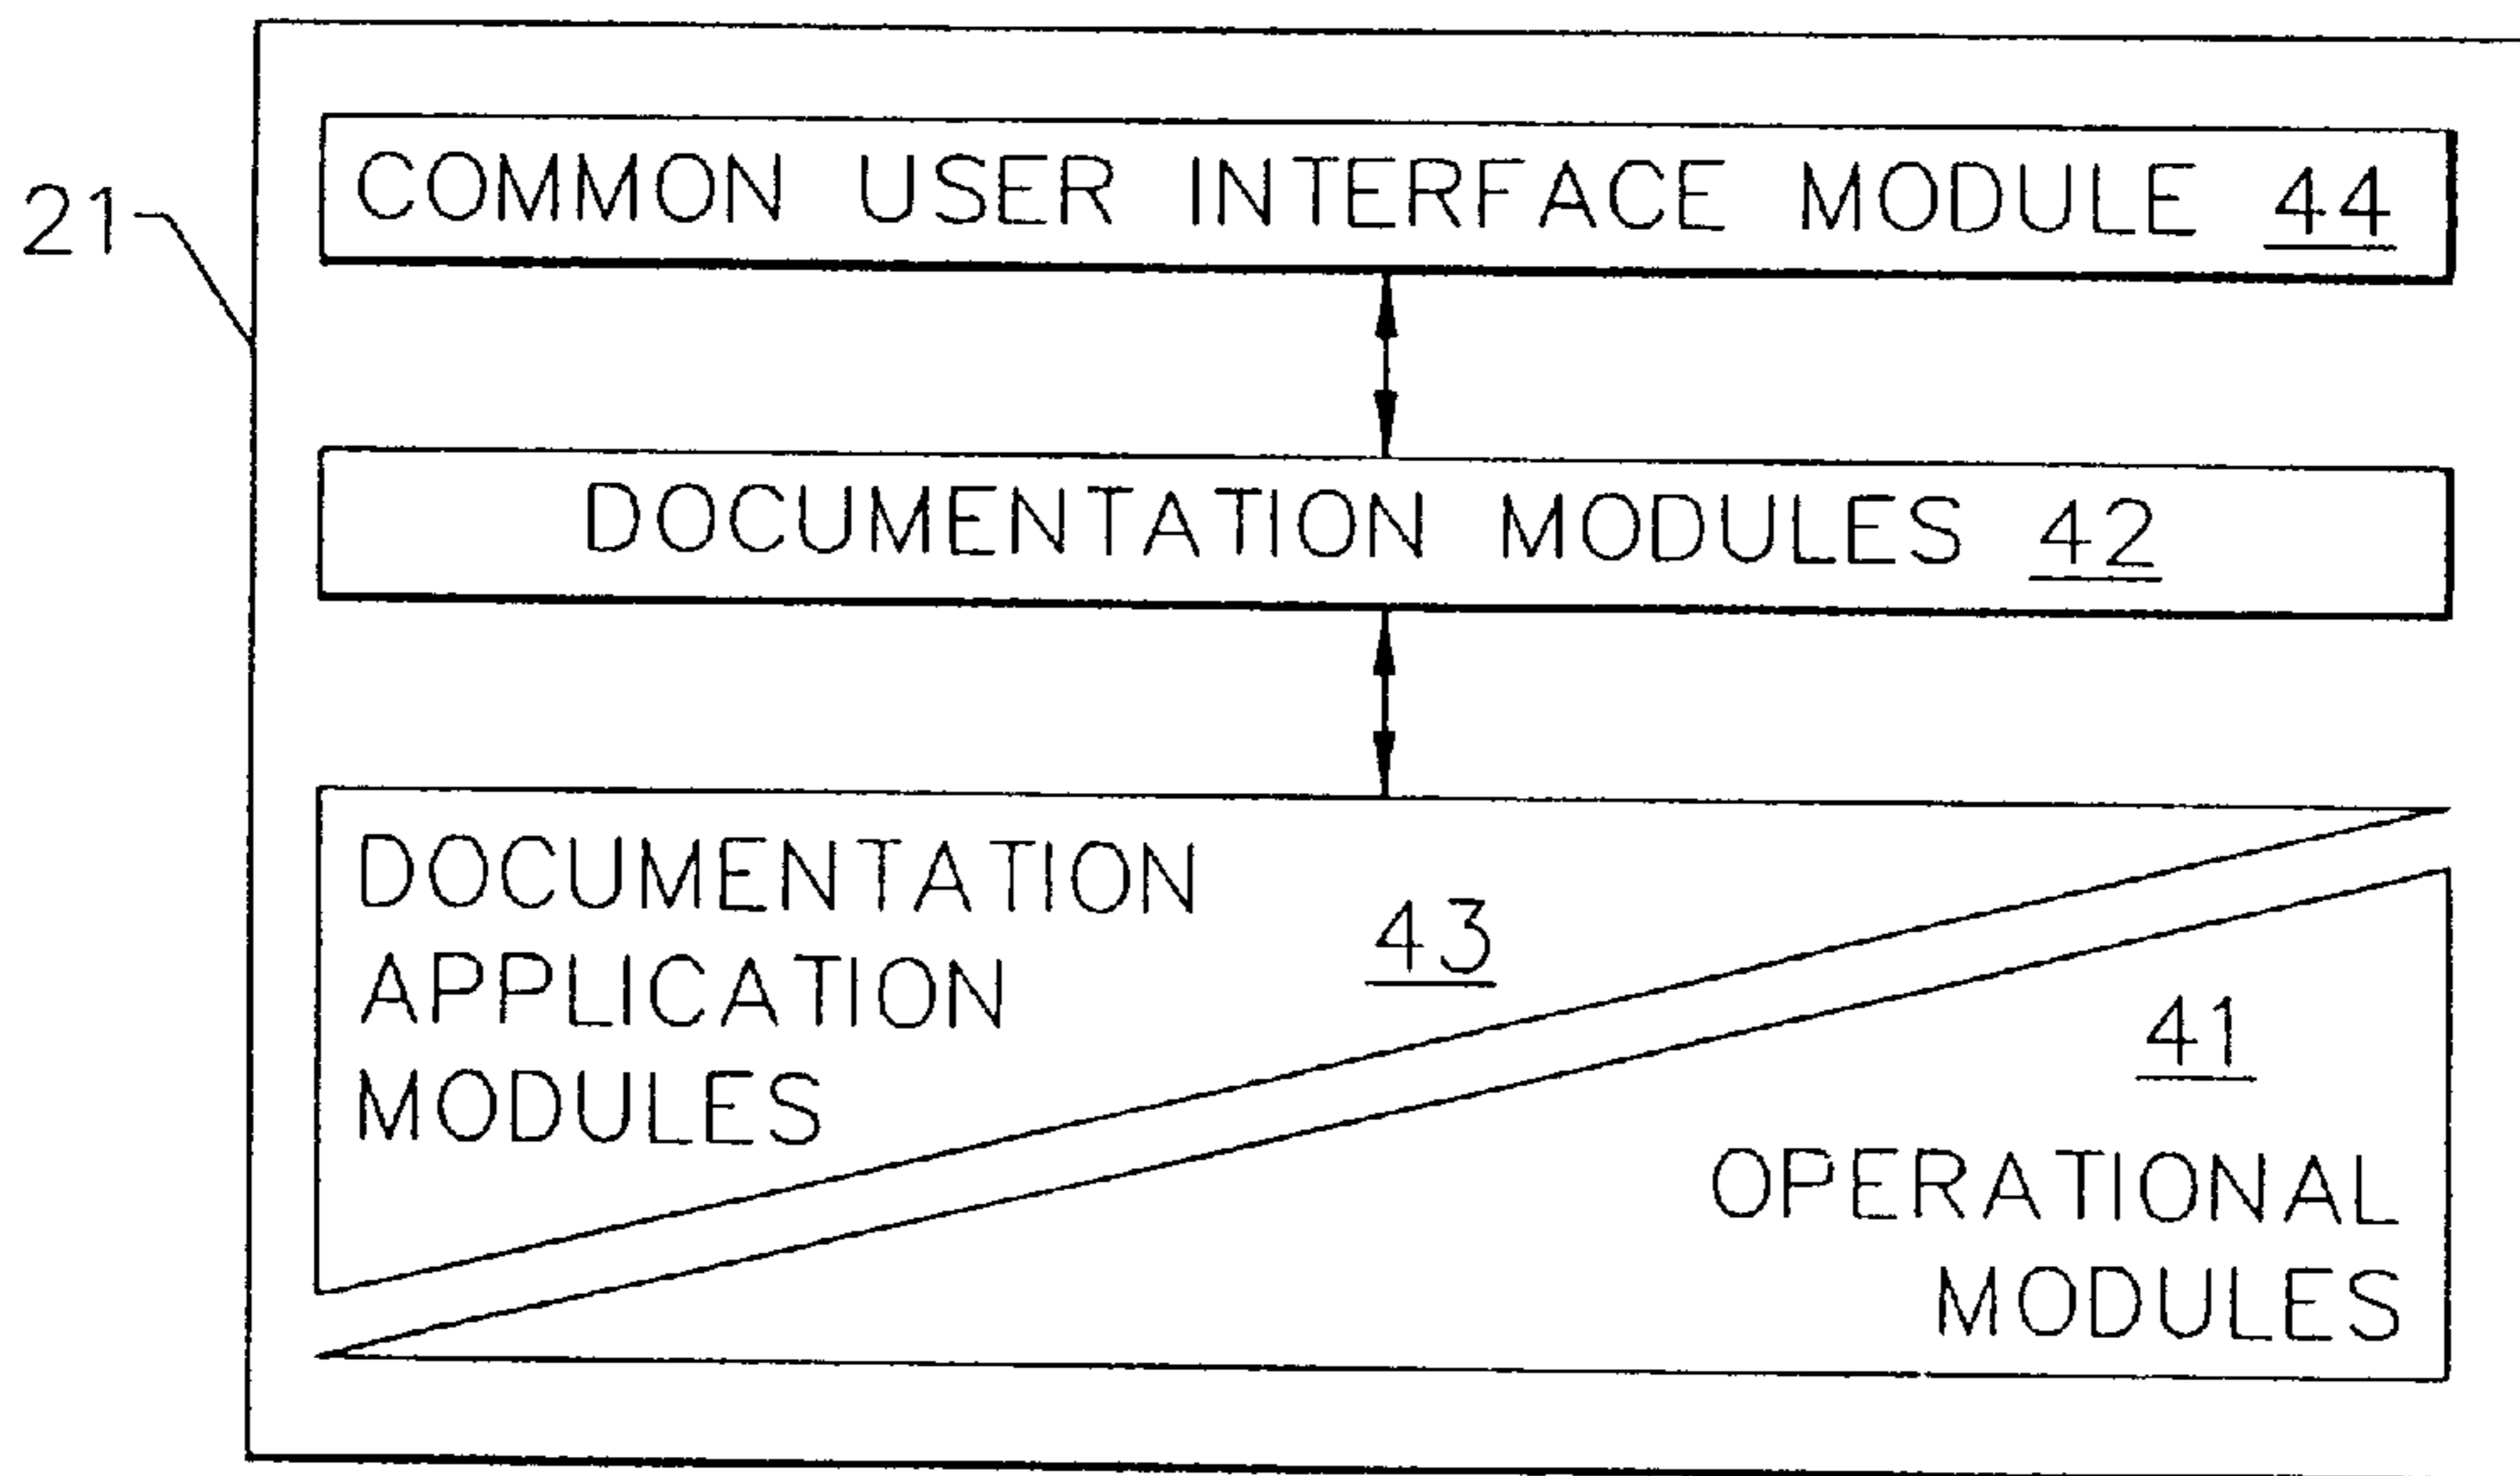 21
COMMON USER INTERFACE MODULE 44
DOCUMENTATION MODULES 42
DOCUMENTATION
APPLICATION
MODULES
43
41
OPERATIONAL
MODULES